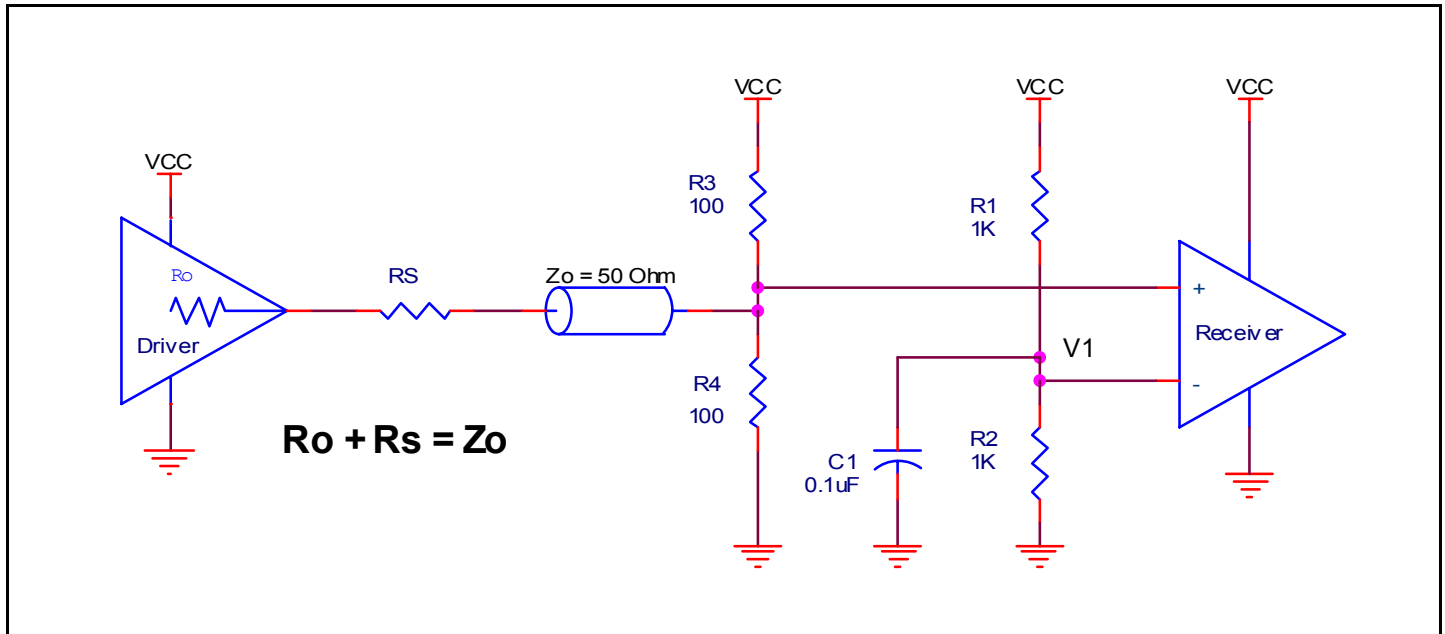 VCC
VCC
VCC
VCC
R3
100
R1
1K
Ro
RS
Zo = 50 Ohm
+
Driver
Receiver
V1
-
R4
100
Ro + Rs = Zo
R2
1K
C1
0.1uF